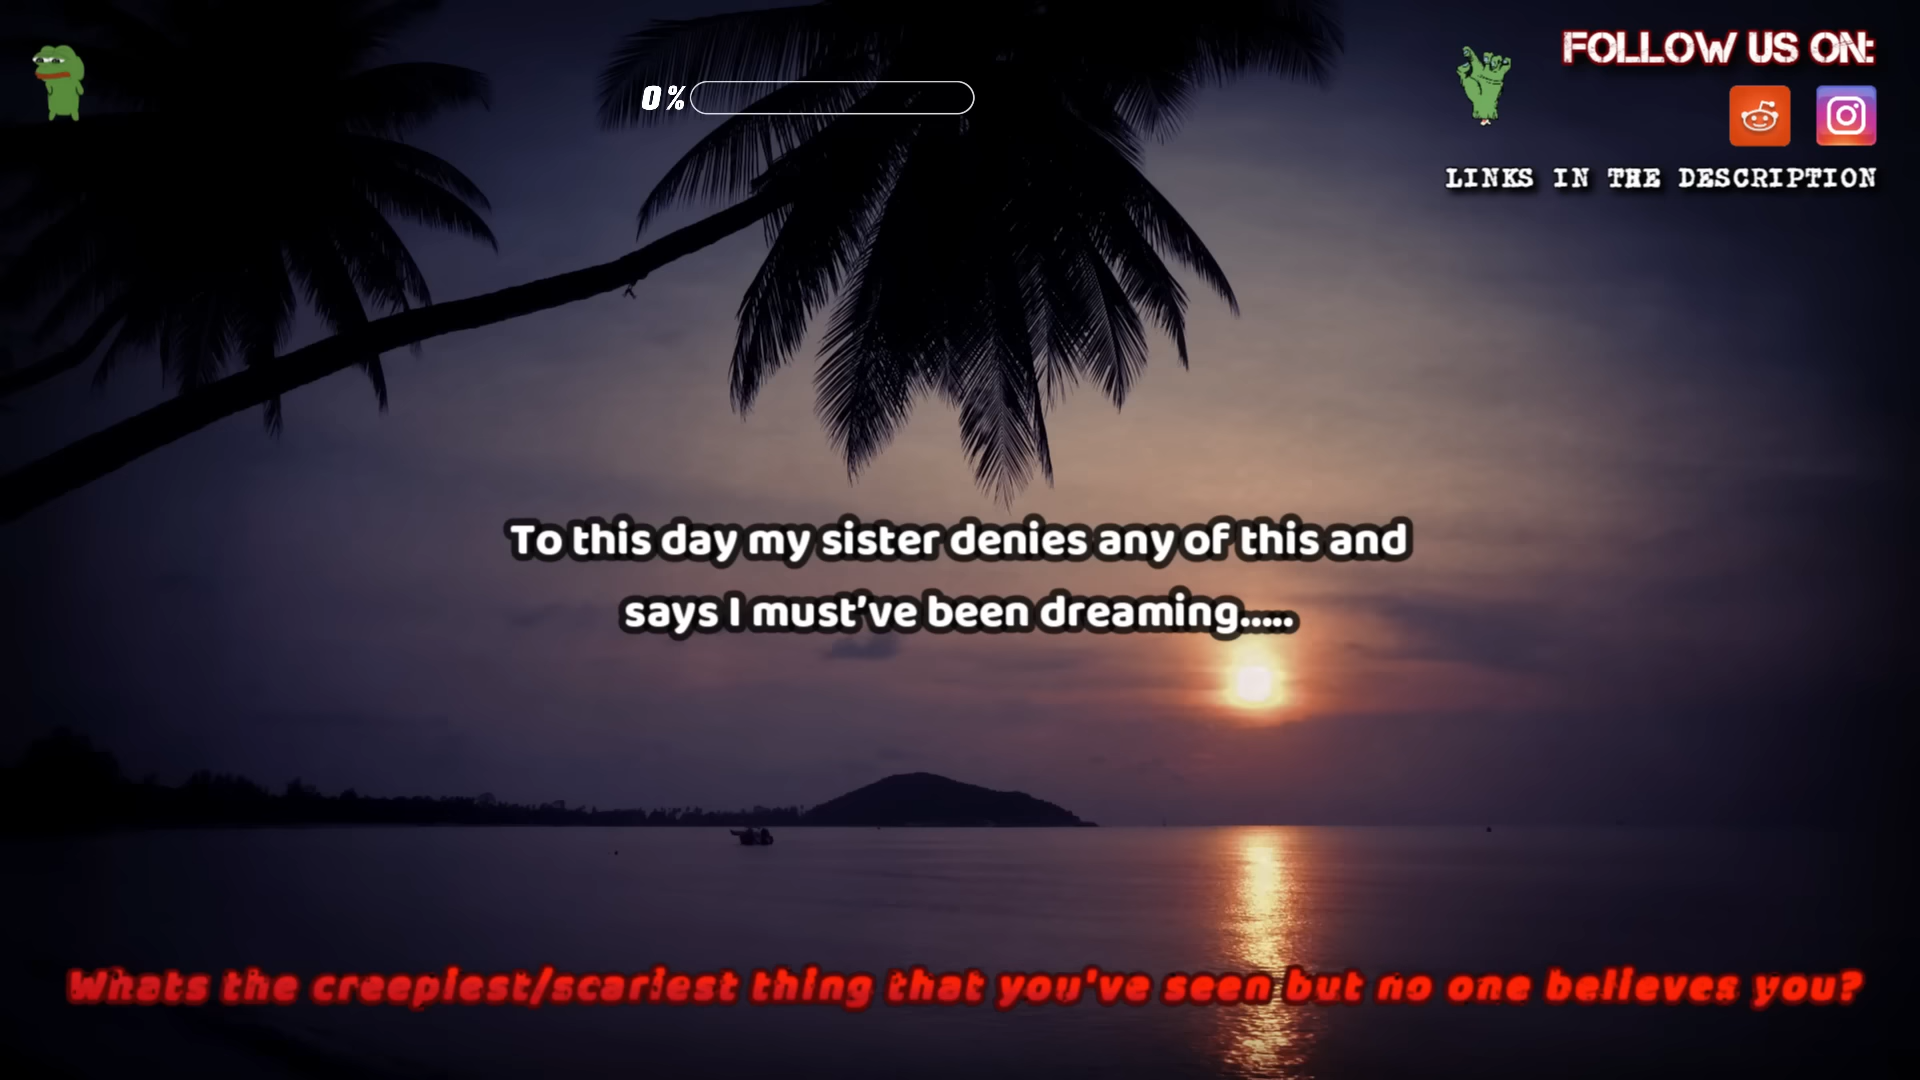 0%
FOLLOW US ON:
LINKS IN THE DESCRIPTION
To this day my sister denies any of this and
says I must've been dreaming.....
Whats the creepiest/scariest thing that you've seen but no one believes you?